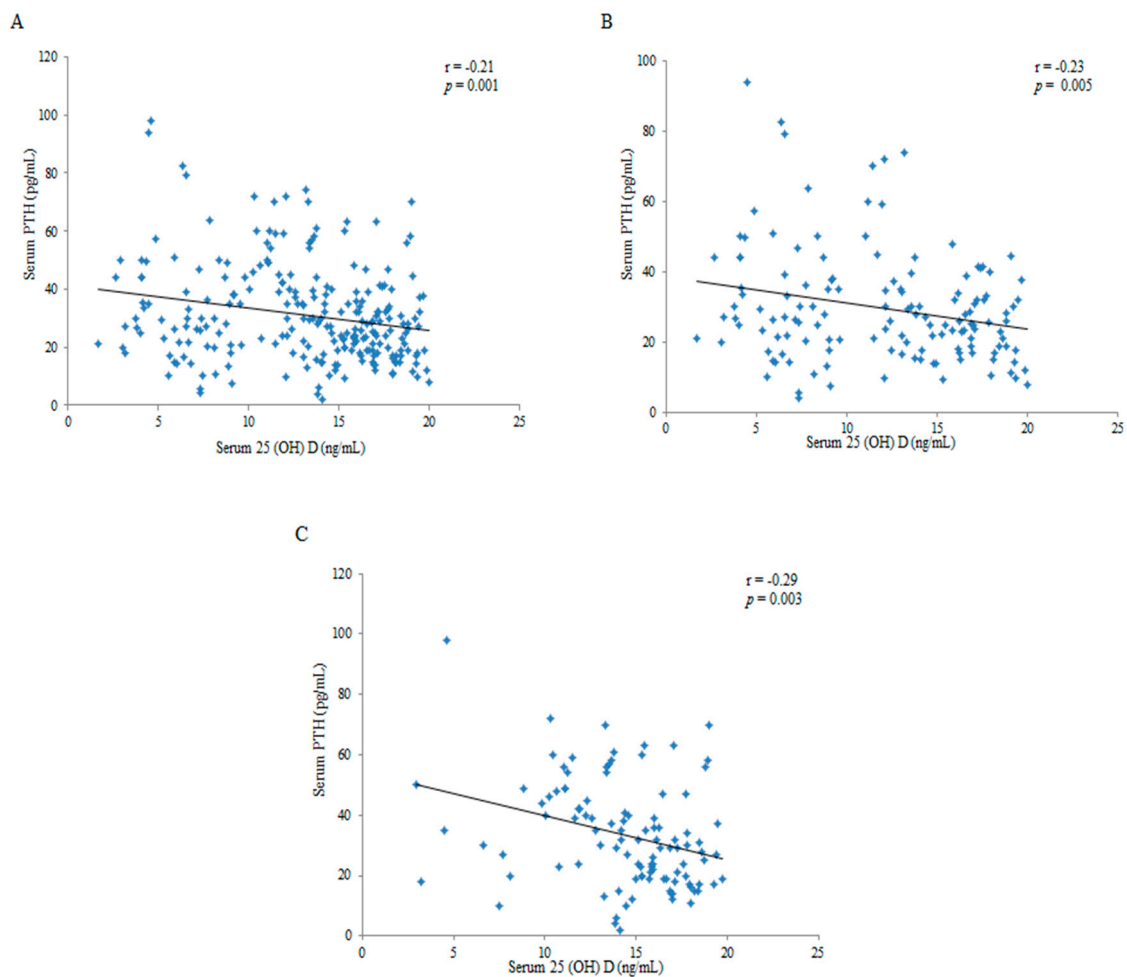 A
Serum PTH (pg/mL)
120
100
80
60
40
20
0
r = -0.21
p = 0.001
0 5 10 15 20 25
Serum 25 (OH) D (ng/mL)
B
Serum PTH (pg/mL)
100
80
60
40
20
0
r = -0.23
p = 0.005
0 5 10 15 20 25
Serum 25 (OH) D (ng/mL)
C
Serum PTH (pg/mL)
120
100
80
60
40
20
0
r = -0.29
p = 0.003
0 5 10 15 20 25
Serum 25 (OH) D (ng/mL)